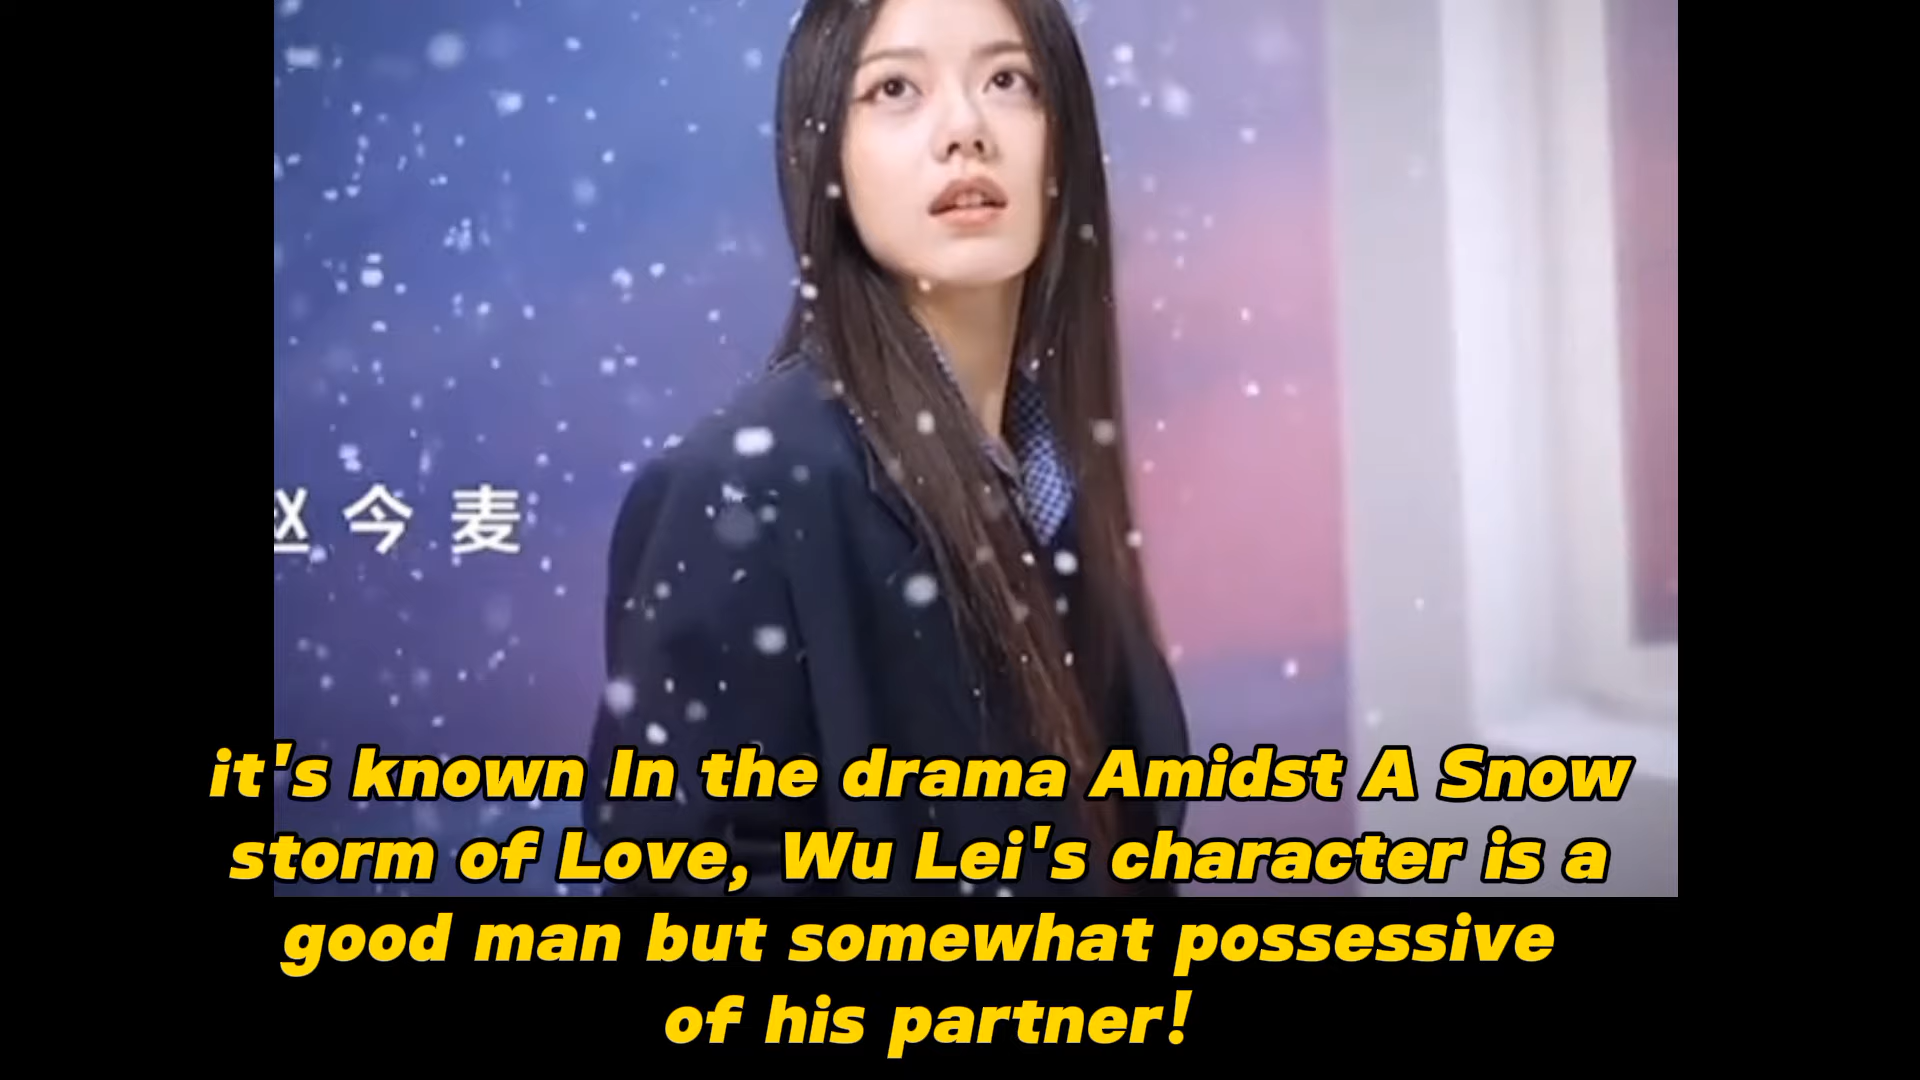 赵今麦
it's known In the drama Amidst A Snow
storm of Love, Wu Lei's character is a
good man but somewhat possessive
of his partner!